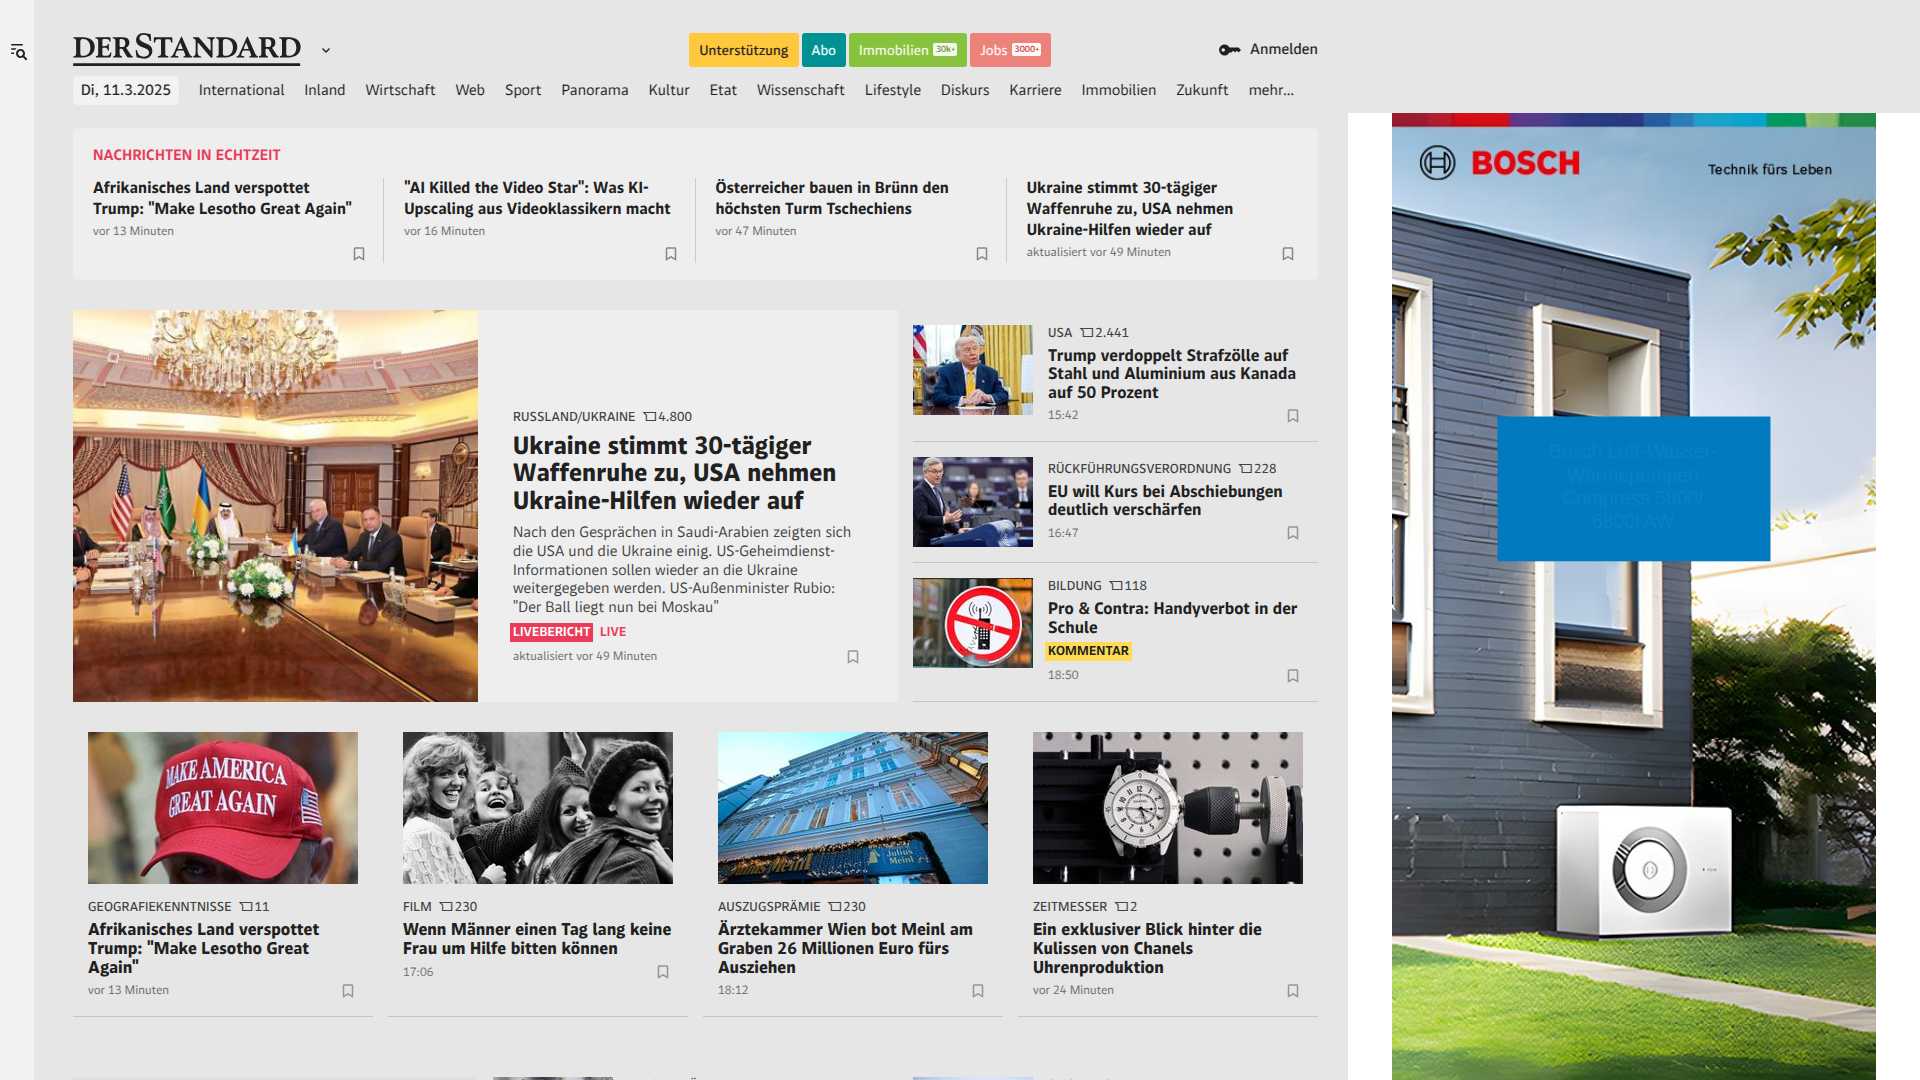 DERSTANDARD
Unterstützung
Abo
Immobilien 30k+
Jobs 3000+
Anmelden
Di, 11.3.2025
International
Inland
Wirtschaft
Web
Sport
Panorama
Kultur
Etat
Wissenschaft
Lifestyle
Diskurs
Karriere
Immobilien
Zukunft
mehr...
NACHRICHTEN IN ECHTZEIT
Afrikanisches Land verspottet
Trump: "Make Lesotho Great Again"
vor 13 Minuten
"AI Killed the Video Star": Was KI-
Upscaling aus Videoklassikern macht
vor 16 Minuten
Österreicher bauen in Brünn den
höchsten Turm Tschechiens
vor 47 Minuten
Ukraine stimmt 30-tägiger
Waffenruhe zu, USA nehmen
Ukraine-Hilfen wieder auf
aktualisiert vor 49 Minuten
RUSSLAND/UKRAINE 4.800
Ukraine stimmt 30-tägiger
Waffenruhe zu, USA nehmen
Ukraine-Hilfen wieder auf
Nach den Gesprächen in Saudi-Arabien zeigten sich
die USA und die Ukraine einig. US-Geheimdienst-
Informationen sollen wieder an die Ukraine
weitergegeben werden. US-Außenminister Rubio:
"Der Ball liegt nun bei Moskau"
LIVEBERICHT LIVE
aktualisiert vor 49 Minuten
USA 2.441
Trump verdoppelt Strafzölle auf
Stahl und Aluminium aus Kanada
auf 50 Prozent
15:42
RÜCKFÜHRUNGSVERORDNUNG 228
EU will Kurs bei Abschiebungen
deutlich verschärfen
16:47
BILDUNG 118
Pro & Contra: Handyverbot in der
Schule
KOMMENTAR
18:50
MAKE AMERICA
GREAT AGAIN
GEOGRAFIEKENNTNISSE 11
Afrikanisches Land verspottet
Trump: "Make Lesotho Great
Again"
vor 13 Minuten
FILM 230
Wenn Männer einen Tag lang keine
Frau um Hilfe bitten können
17:06
Julius
Meinl
AUSZUGSPRÄMIE 230
Ärztekammer Wien bot Meinl am
Graben 26 Millionen Euro fürs
Ausziehen
18:12
ZEITMESSER 2
Ein exklusiver Blick hinter die
Kulissen von Chanels
Uhrenproduktion
vor 24 Minuten
BOSCH
Technik fürs Leben
Bosch Luft-Wasser
Wärmepumpen